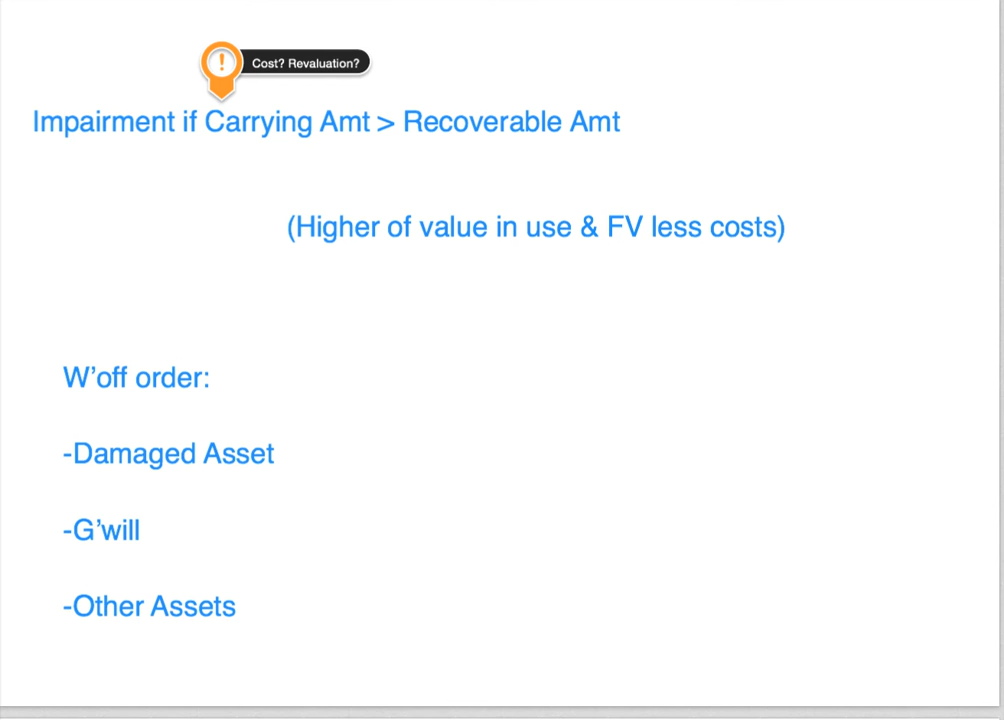 Cost? Revaluation?
Impairment if Carrying Amt > Recoverable Amt
(Higher of value in use & FV less costs)
W’off order:
-Damaged Asset
-G’will
-Other Assets